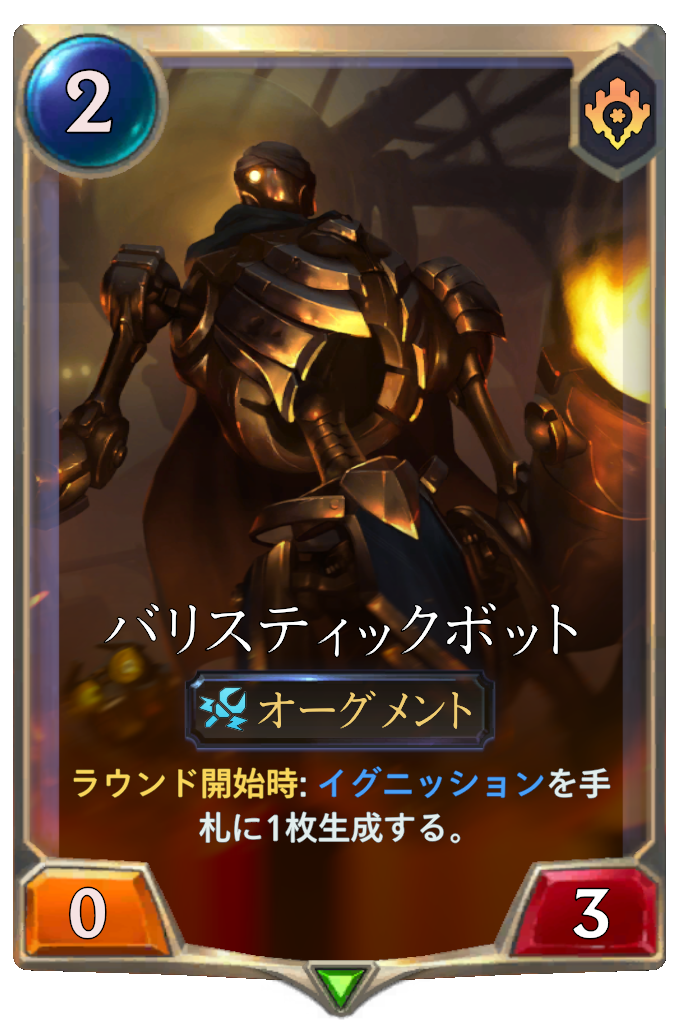 2
バリスティックボット
オーグメント
ラウンド開始時: イグニッションを手
札に1枚生成する。
0
3